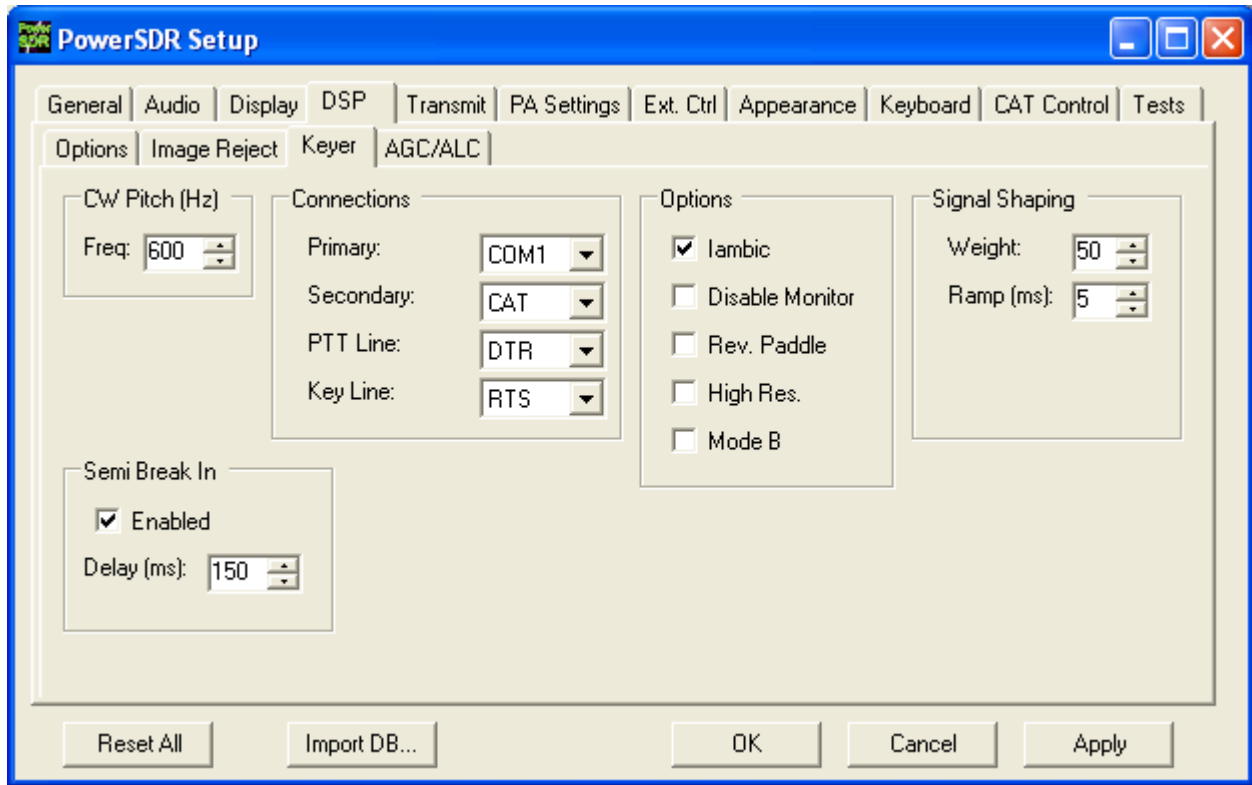 Power SDR PowerSDR Setup
General Audio Display DSP Transmit PA Settings Ext. Ctrl Appearance Keyboard CAT Control Tests
Options Image Reject Keyer AGC/ALC
CW Pitch (Hz)
Freq: 600
Connections
Primary: COM1
Secondary: CAT
PTT Line: DTR
Key Line: RTS
Options
Iambic
Disable Monitor
Rev. Paddle
High Res.
Mode B
Signal Shaping
Weight: 50
Ramp (ms): 5
Semi Break In
Enabled
Delay (ms): 150
Reset All Import DB... OK Cancel Apply